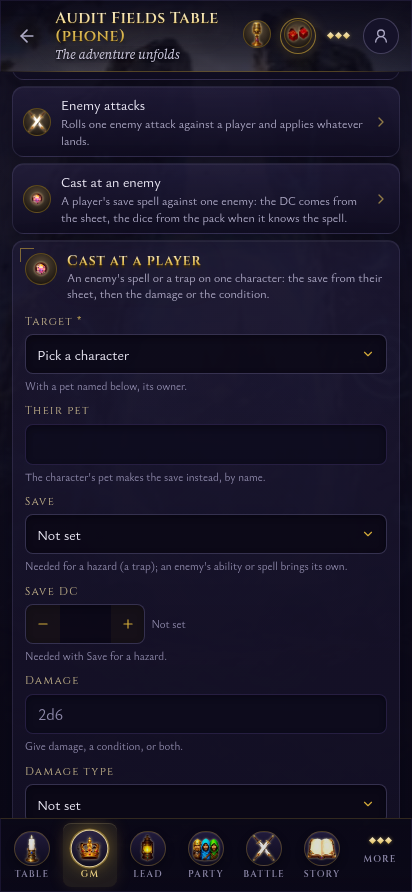 Audit Fields Table
(phone)
The adventure unfolds
Enemy attacks
Rolls one enemy attack against a player and applies whatever
lands.
Cast at an enemy
A player's save spell against one enemy: the DC comes from
the sheet, the dice from the pack when it knows the spell.
Cast at a player
An enemy's spell or a trap on one character: the save from their
sheet, then the damage or the condition.
Target *
Pick a character
With a pet named below, its owner.
Their pet
The character's pet makes the save instead, by name.
Save
Not set
Needed for a hazard (a trap); an enemy's ability or spell brings its own.
Save DC
− + Not set
Needed with Save for a hazard.
Damage
2d6
Give damage, a condition, or both.
Damage type
Not set
Table GM Lead Party Battle Story More